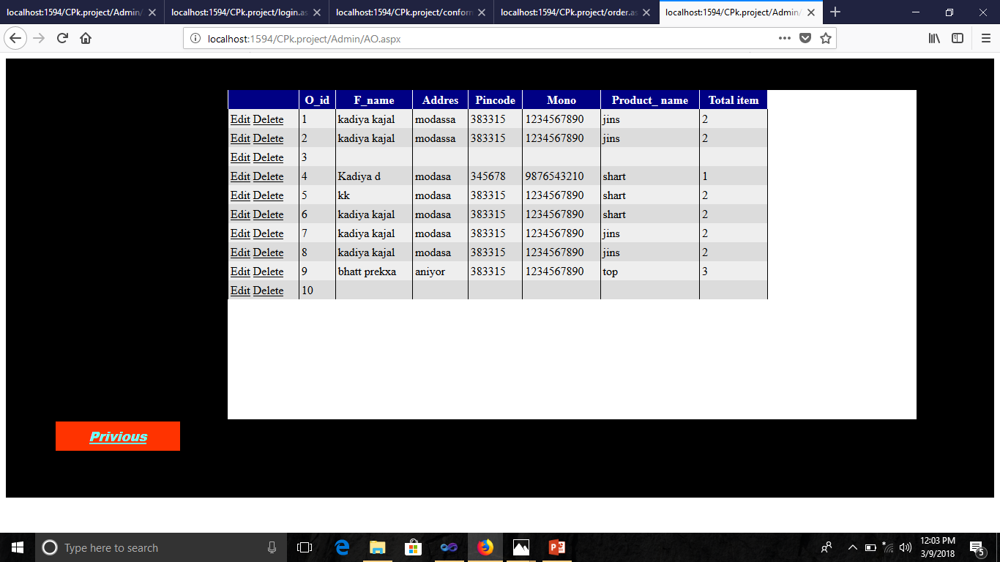 localhost:1594/CPk.project/Admin/ localhost:1594/CPk.project/login.as localhost:1594/CPk.project/conform localhost:1594/CPk.project/order.as localhost:1594/CPk.project/Admin/
localhost:1594/CPk.project/Admin/AO.aspx
O_id F_name Addres Pincode Mono Product_ name Total item
Edit Delete 1 kadiya kajal modassa 383315 1234567890 jins 2
Edit Delete 2 kadiya kajal modassa 383315 1234567890 jins 2
Edit Delete 3
Edit Delete 4 Kadiya d modasa 345678 9876543210 shart 1
Edit Delete 5 kk modasa 383315 1234567890 shart 2
Edit Delete 6 kadiya kajal modasa 383315 1234567890 shart 2
Edit Delete 7 kadiya kajal modasa 383315 1234567890 jins 2
Edit Delete 8 kadiya kajal modasa 383315 1234567890 jins 2
Edit Delete 9 bhatt prekxa aniyor 383315 1234567890 top 3
Edit Delete 10
Privious
Type here to search
12:03 PM
3/9/2018
5